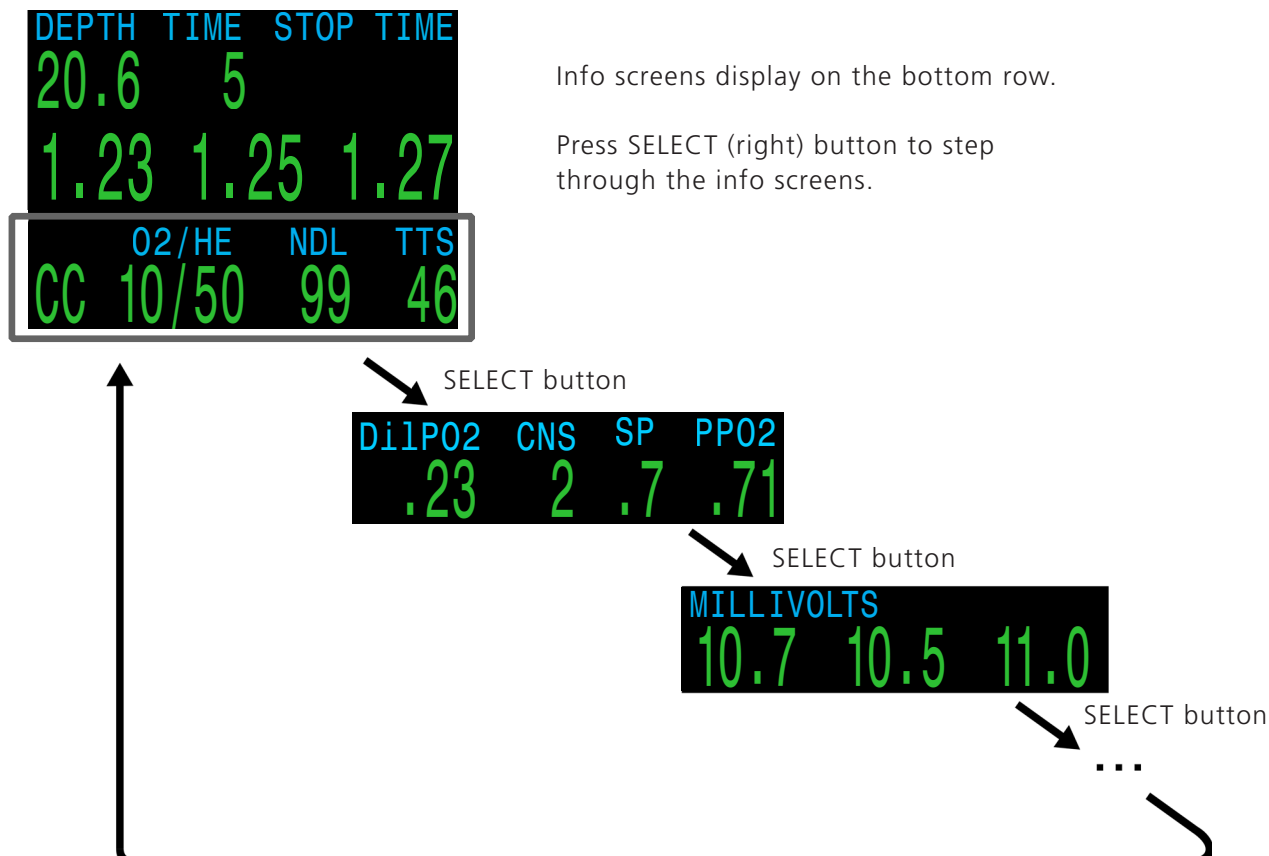 DEPTH TIME STOP TIME
20.6 5
1.23 1.25 1.27
O2/HE NDL TTS
CC 10/50 99 46
Info screens display on the bottom row.
Press SELECT (right) button to step
through the info screens.
SELECT button
DilPO2 CNS SP PPO2
.23 2 .7 .71
SELECT button
MILLIVOLTS
10.7 10.5 11.0
SELECT button
...